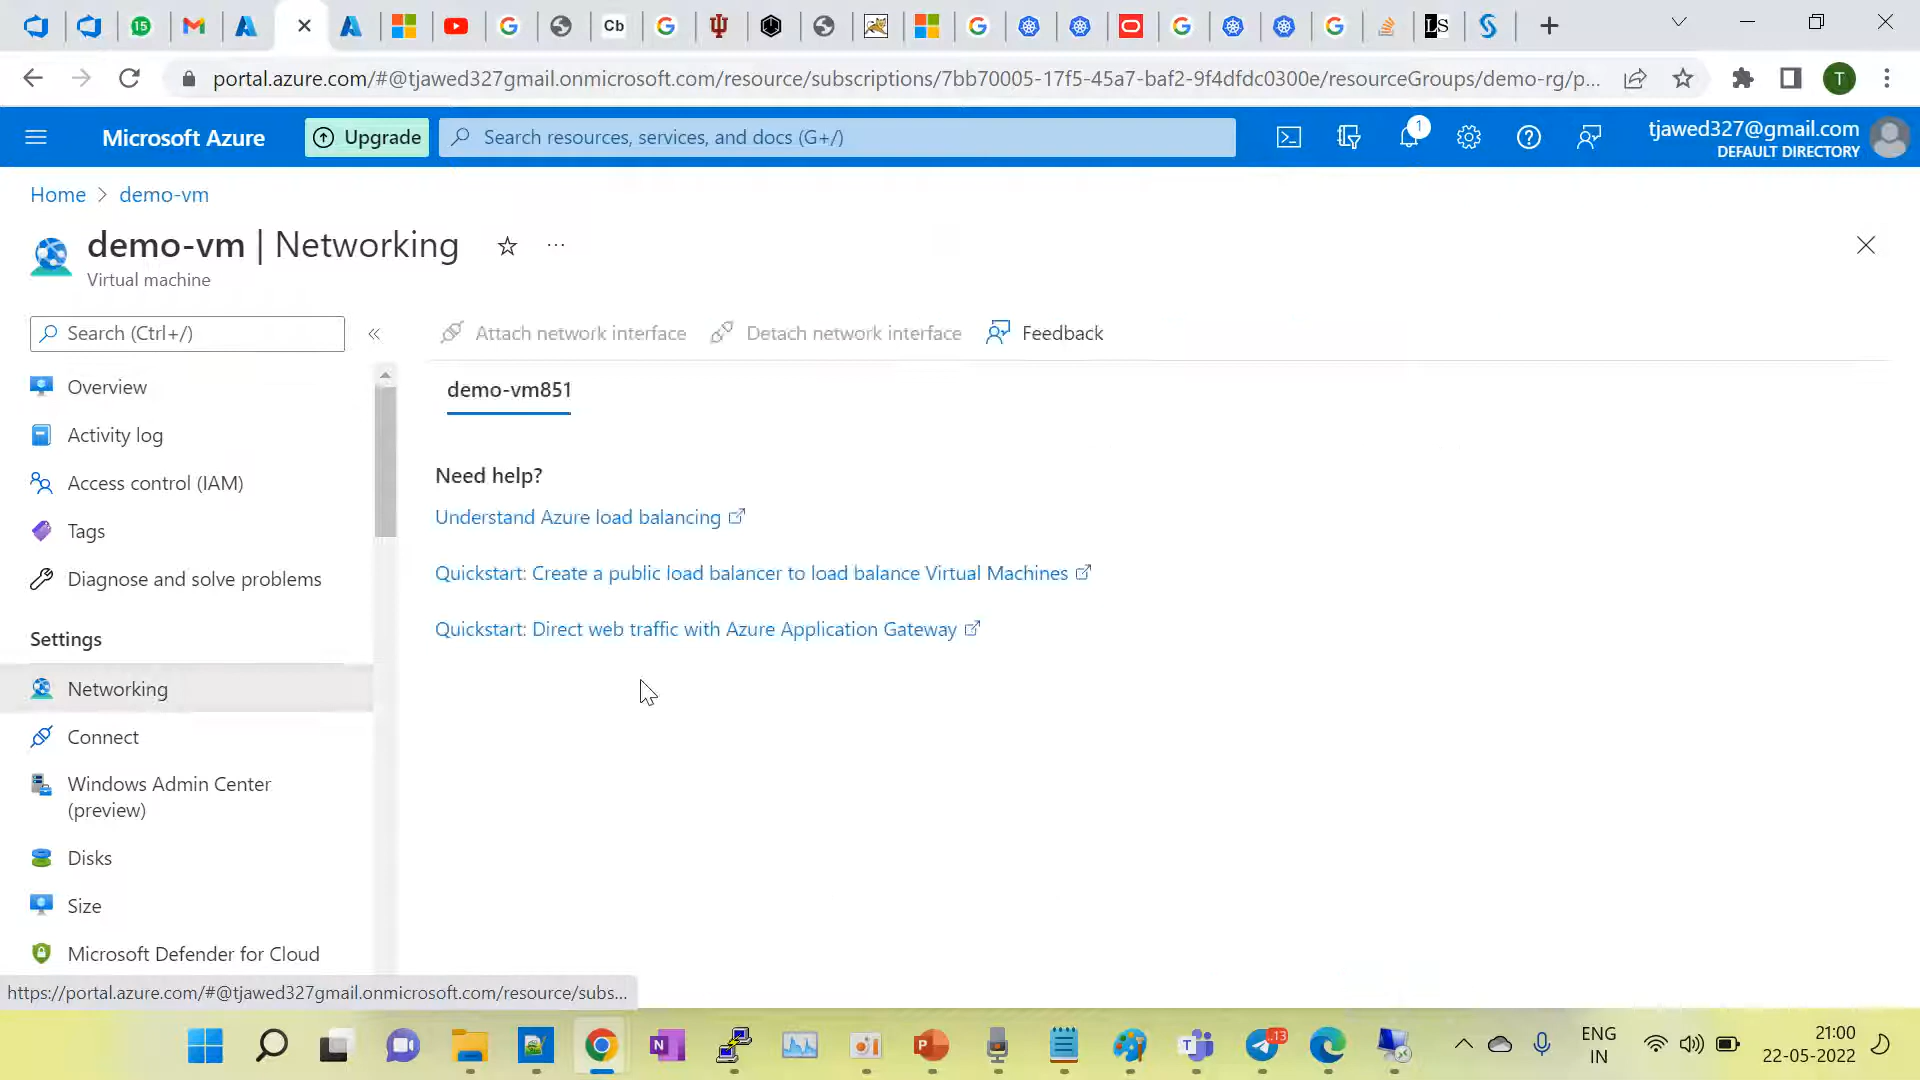 15
Cb
LS
portal.azure.com/#@tjawed327gmail.onmicrosoft.com/resource/subscriptions/7bb70005-17f5-45a7-baf2-9f4dfdc0300e/resourceGroups/demo-rg/p...
T
Microsoft Azure
Upgrade
Search resources, services, and docs (G+/)
1
tjawed327@gmail.com
DEFAULT DIRECTORY
Home > demo-vm
demo-vm | Networking
Virtual machine
Search (Ctrl+/)
Attach network interface
Detach network interface
Feedback
Overview
Activity log
Access control (IAM)
Tags
Diagnose and solve problems
Settings
Networking
Connect
Windows Admin Center
(preview)
Disks
Size
Microsoft Defender for Cloud
demo-vm851
Need help?
Understand Azure load balancing
Quickstart: Create a public load balancer to load balance Virtual Machines
Quickstart: Direct web traffic with Azure Application Gateway
https://portal.azure.com/#@tjawed327gmail.onmicrosoft.com/resource/subs...
13
ENG
IN
21:00
22-05-2022